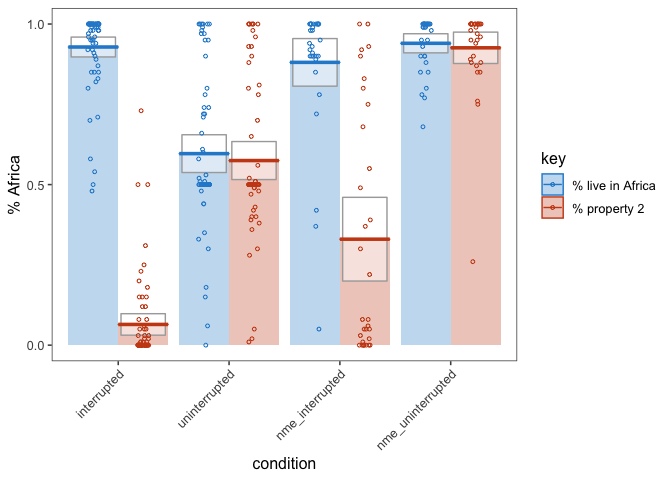 1.0
0.5
0.0
% Africa
interrupted
uninterrupted
nme_interrupted
nme_uninterrupted
condition
key
% live in Africa
% property 2